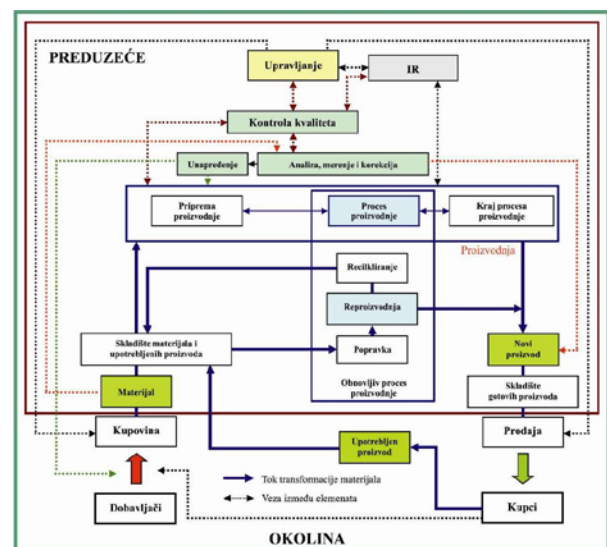 PREDUZEĆE
Upravljanje
IR
Kontrola kvaliteta
Unapređenje
Analiza, merenje i korekcija
Priprema
proizvodnje
Proces
proizvodnje
Kraj procesa
proizvodnje
Proizvodnja
Recilkliranje
Reproizvodnja
Skladište materijala i
upotrebljenih proizvoda
Popravka
Novi
proizvod
Obnovljiv proces
proizvodnje
Materijal
Skladište
gotovih proizvoda
Kupovina
Upotrebljen
proizvod
Prodaja
Tok transformacije materijala
Veza između elemenata
Dobavljači
Kupci
OKOLINA